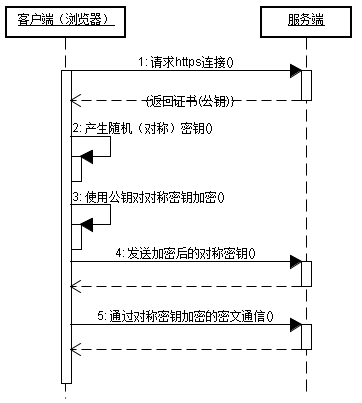 客户端（浏览器）
服务端
1: 请求https连接()
(返回证书(公钥))
2: 产生随机（对称）密钥()
3: 使用公钥对对称密钥加密()
4: 发送加密后的对称密钥()
5: 通过对称密钥加密的密文通信()